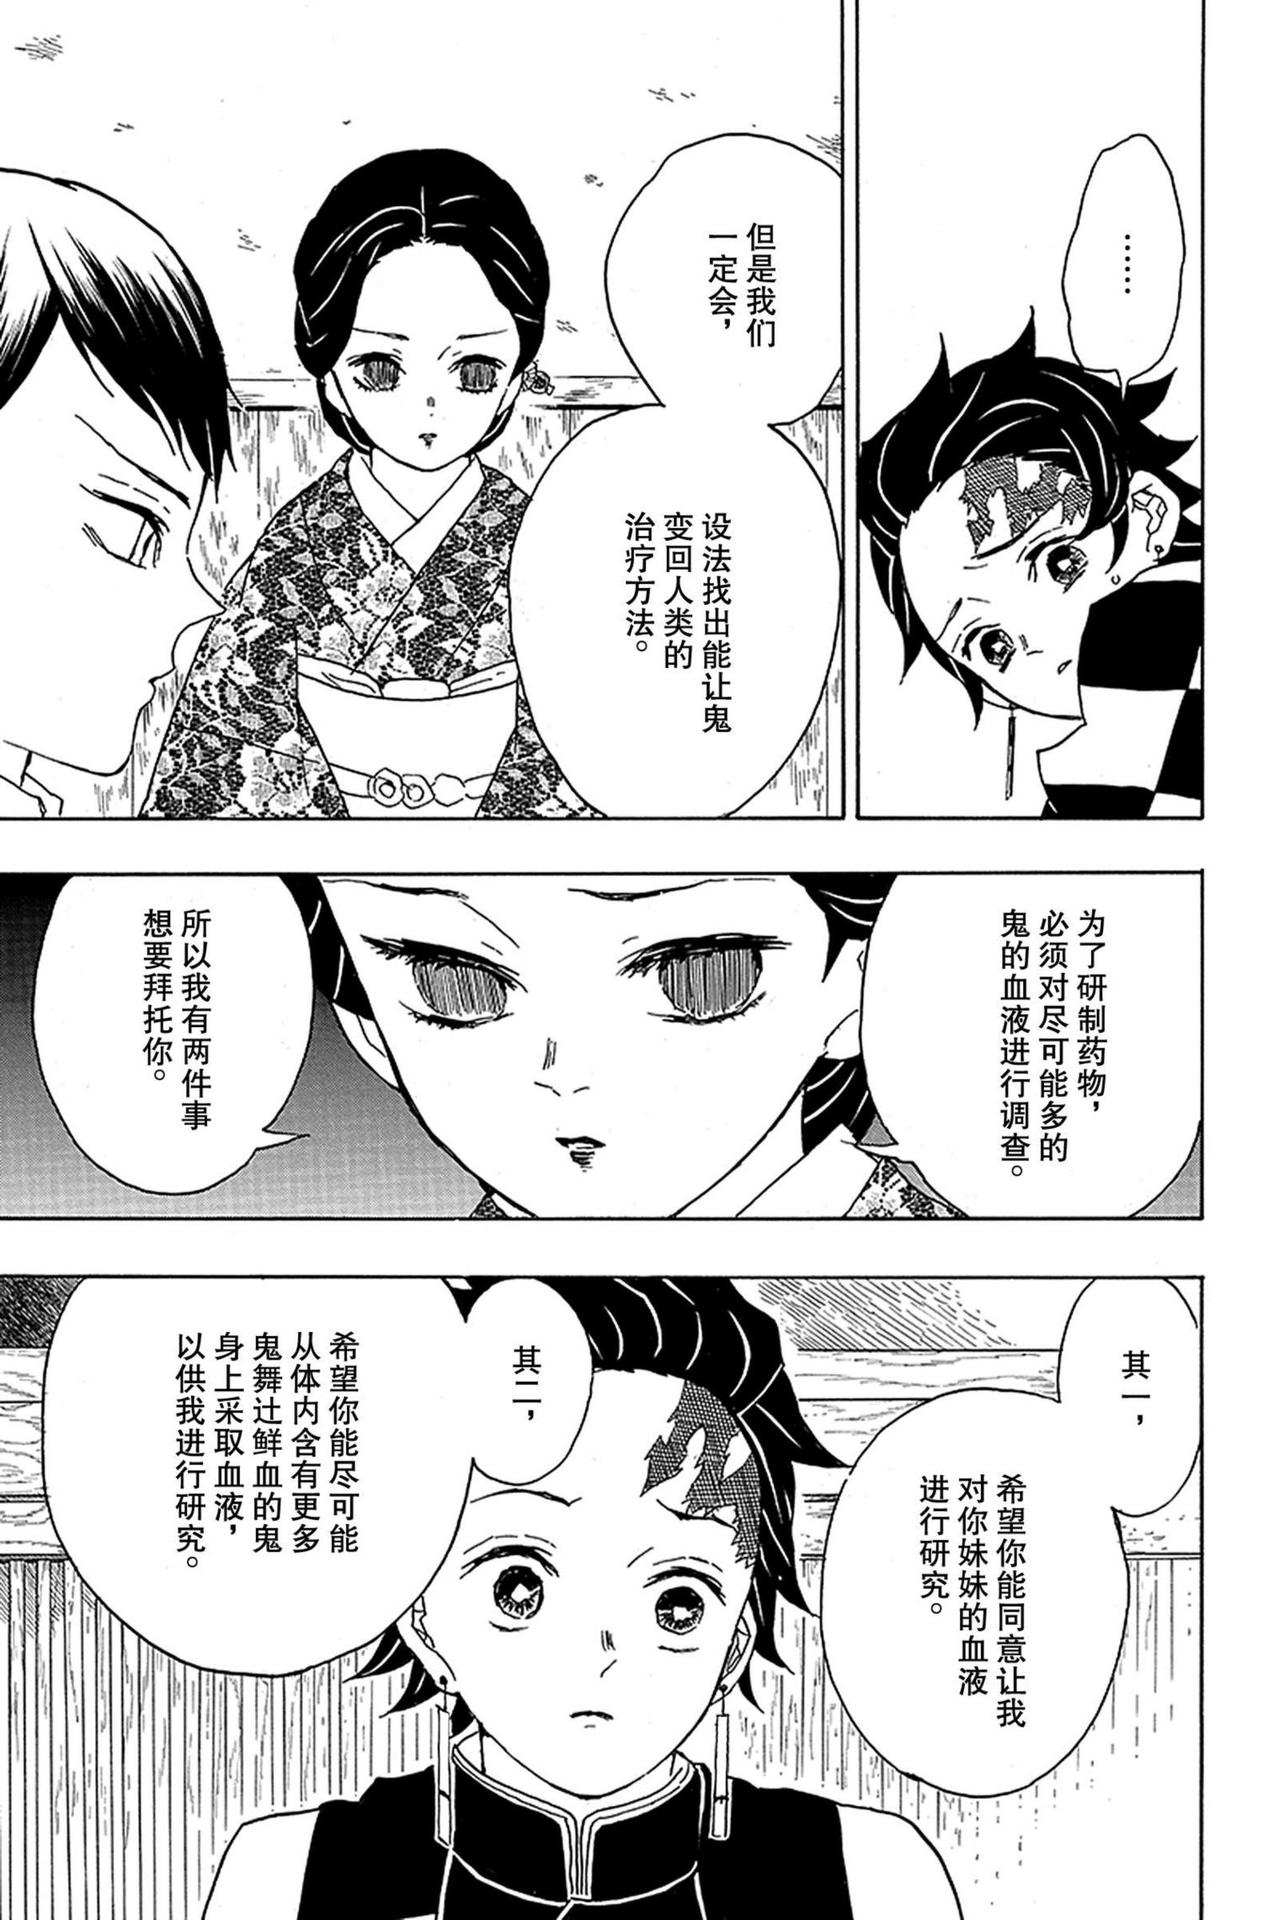 ……
但是我们
一定会，
设法找出能让鬼
变回人类的
治疗方法。
为了研制药物，
必须对尽可能多的
鬼的血液进行调查。
所以我有两件事
想要拜托你。
其一，
希望你能同意让我
对你妹妹的血液
进行研究。
其二，
希望你能尽可能
从体内含有更多
鬼舞辻鲜血的鬼
身上采取血液，
以供我进行研究。